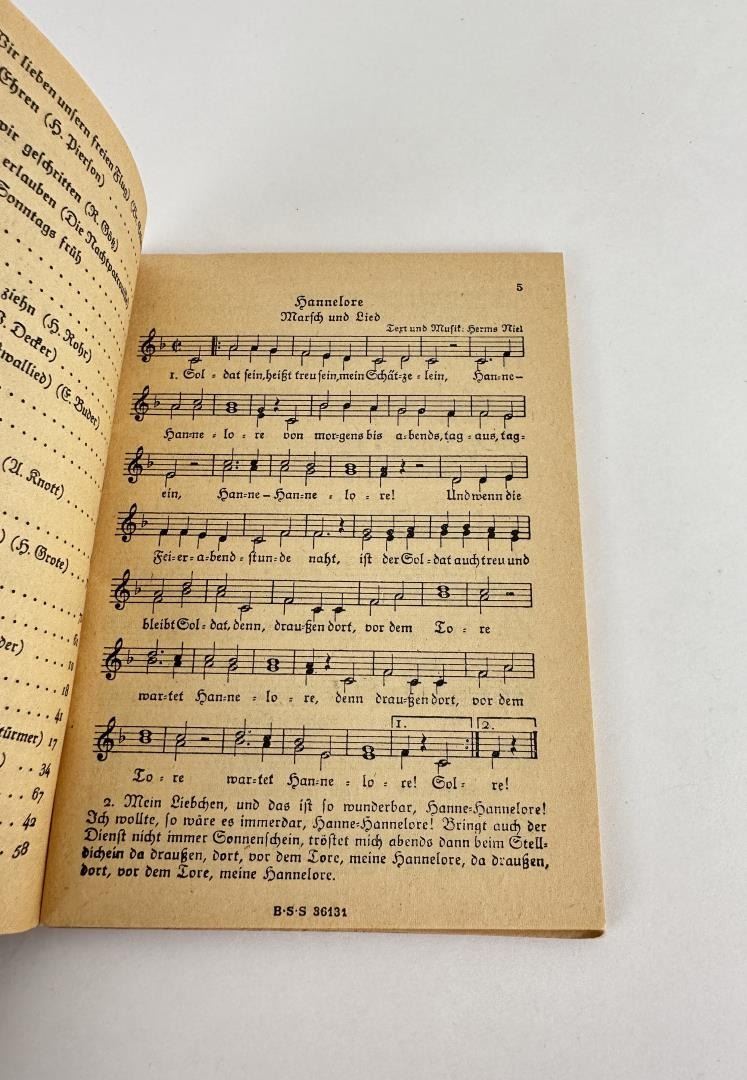 Wir lieben unsern freien Flug)
Ehren (H. Pierson)
wir geschritten (R. Götz)
erlauben (Die Nachtpatrouille)
Sonntags früh
ziehn (H. Rohr)
Decker)
wallied) (E. Buder)
(A. Knott)
) (H. Grote)
der)
10
18
41
türmer) 17
) . . 34
. . 67
. . 42
. . 58
5
Hannelore
Marsch und Lied
Text und Musik: Herms Niel
1. Sol=dat sein, heißt treu sein, mein Schät=ze=lein, Han=ne—
Han=ne=lo=re von mor=gens bis a=bends, tag=aus, tag=
ein, Han=ne—Han=ne=lo=re! Und wenn die
Fei=er=a=bend=stun=de naht, ist der Sol=dat auch treu und
bleibt Sol=dat, denn, drau=ßen dort, vor dem To=re
war=tet Han=ne=lo=re, denn drau=ßen dort, vor dem
1. 2.
To=re war=tet Han=ne=lo=re! Sol=re!
2. Mein Liebchen, und das ist so wunderbar, Hanne-Hannelore!
Ich wollte, so wäre es immerdar, Hanne-Hannelore! Bringt auch der
Dienst nicht immer Sonnenschein, tröstet mich abends dann beim Stell=
dichein da draußen, dort, vor dem Tore, meine Hannelore, da draußen,
dort, vor dem Tore, meine Hannelore.
B·S·S 36131